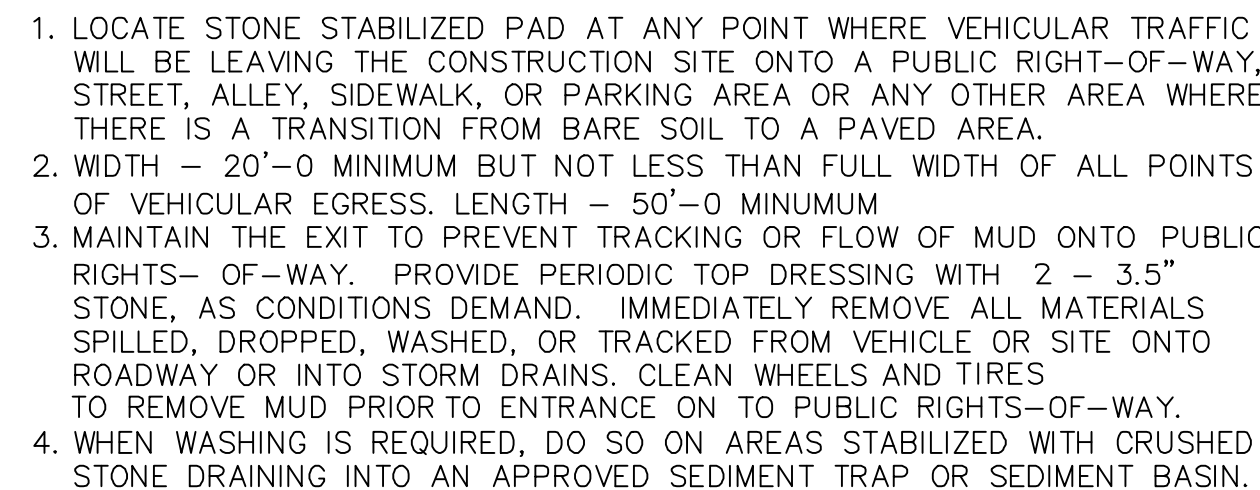 1. LOCATE STONE STABILIZED PAD AT ANY POINT WHERE VEHICULAR TRAFFIC
WILL BE LEAVING THE CONSTRUCTION SITE ONTO A PUBLIC RIGHT–OF–WAY,
STREET, ALLEY, SIDEWALK, OR PARKING AREA OR ANY OTHER AREA WHERE
THERE IS A TRANSITION FROM BARE SOIL TO A PAVED AREA.
2. WIDTH – 20'–0 MINIMUM BUT NOT LESS THAN FULL WIDTH OF ALL POINTS
OF VEHICULAR EGRESS. LENGTH – 50'–0 MINUMUM
3. MAINTAIN THE EXIT TO PREVENT TRACKING OR FLOW OF MUD ONTO PUBLIC
RIGHTS– OF–WAY. PROVIDE PERIODIC TOP DRESSING WITH 2 – 3.5”
STONE, AS CONDITIONS DEMAND. IMMEDIATELY REMOVE ALL MATERIALS
SPILLED, DROPPED, WASHED, OR TRACKED FROM VEHICLE OR SITE ONTO
ROADWAY OR INTO STORM DRAINS. CLEAN WHEELS AND TIRES
TO REMOVE MUD PRIOR TO ENTRANCE ON TO PUBLIC RIGHTS–OF–WAY.
4. WHEN WASHING IS REQUIRED, DO SO ON AREAS STABILIZED WITH CRUSHED
STONE DRAINING INTO AN APPROVED SEDIMENT TRAP OR SEDIMENT BASIN.